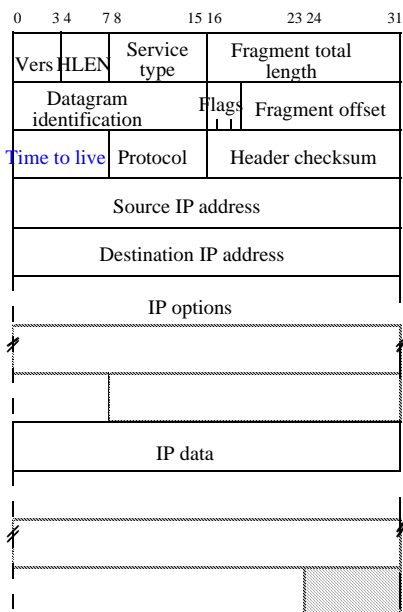 0 3 4 7 8 15 16 23 24 31
Vers HLEN Service type Fragment total length
Datagram identification Flags Fragment offset
Time to live Protocol Header checksum
Source IP address
Destination IP address
IP options
IP data